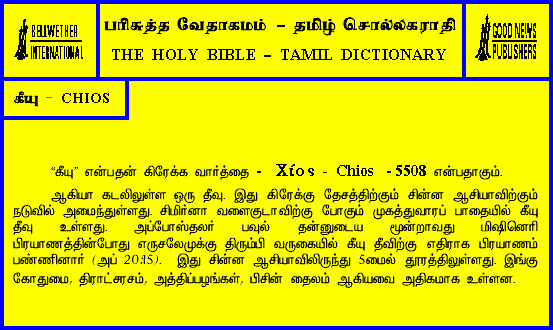 BELLWETHER
INTERNATIONAL
பரிசுத்த வேதாகமம் – தமிழ் சொல்லகராதி
THE HOLY BIBLE – TAMIL DICTIONARY
GOOD NEWS
PUBLISHERS
கீயு - CHIOS
“கீயு” என்பதன் கிரேக்க வார்த்தை - Χίος - Chios - 5508 என்பதாகும்.
ஆகியா கடலிலுள்ள ஒரு தீவு. இது கிரேக்கு தேசத்திற்கும் சின்ன ஆசியாவிற்கும்
நடுவில் அமைந்துள்ளது. சிமிர்னா வளைகுடாவிற்கு போகும் முகத்துவாரப் பாதையில் கீயு
தீவு உள்ளது. அப்போஸ்தலர் பவுல் தன்னுடைய மூன்றாவது மிஷினெரி
பிரயாணத்தின்போது எருசலேமுக்கு திரும்பி வருகையில் கீயு தீவிற்கு எதிராக பிரயாணம்
பண்ணினார் (அப் 20:15). இது சின்ன ஆசியாவிலிருந்து 5மைல் தூரத்திலுள்ளது. இங்கு
கோதுமை, திராட்சரசம், அத்திப்பழங்கள், பிசின் தைலம் ஆகியவை அதிகமாக உள்ளன.